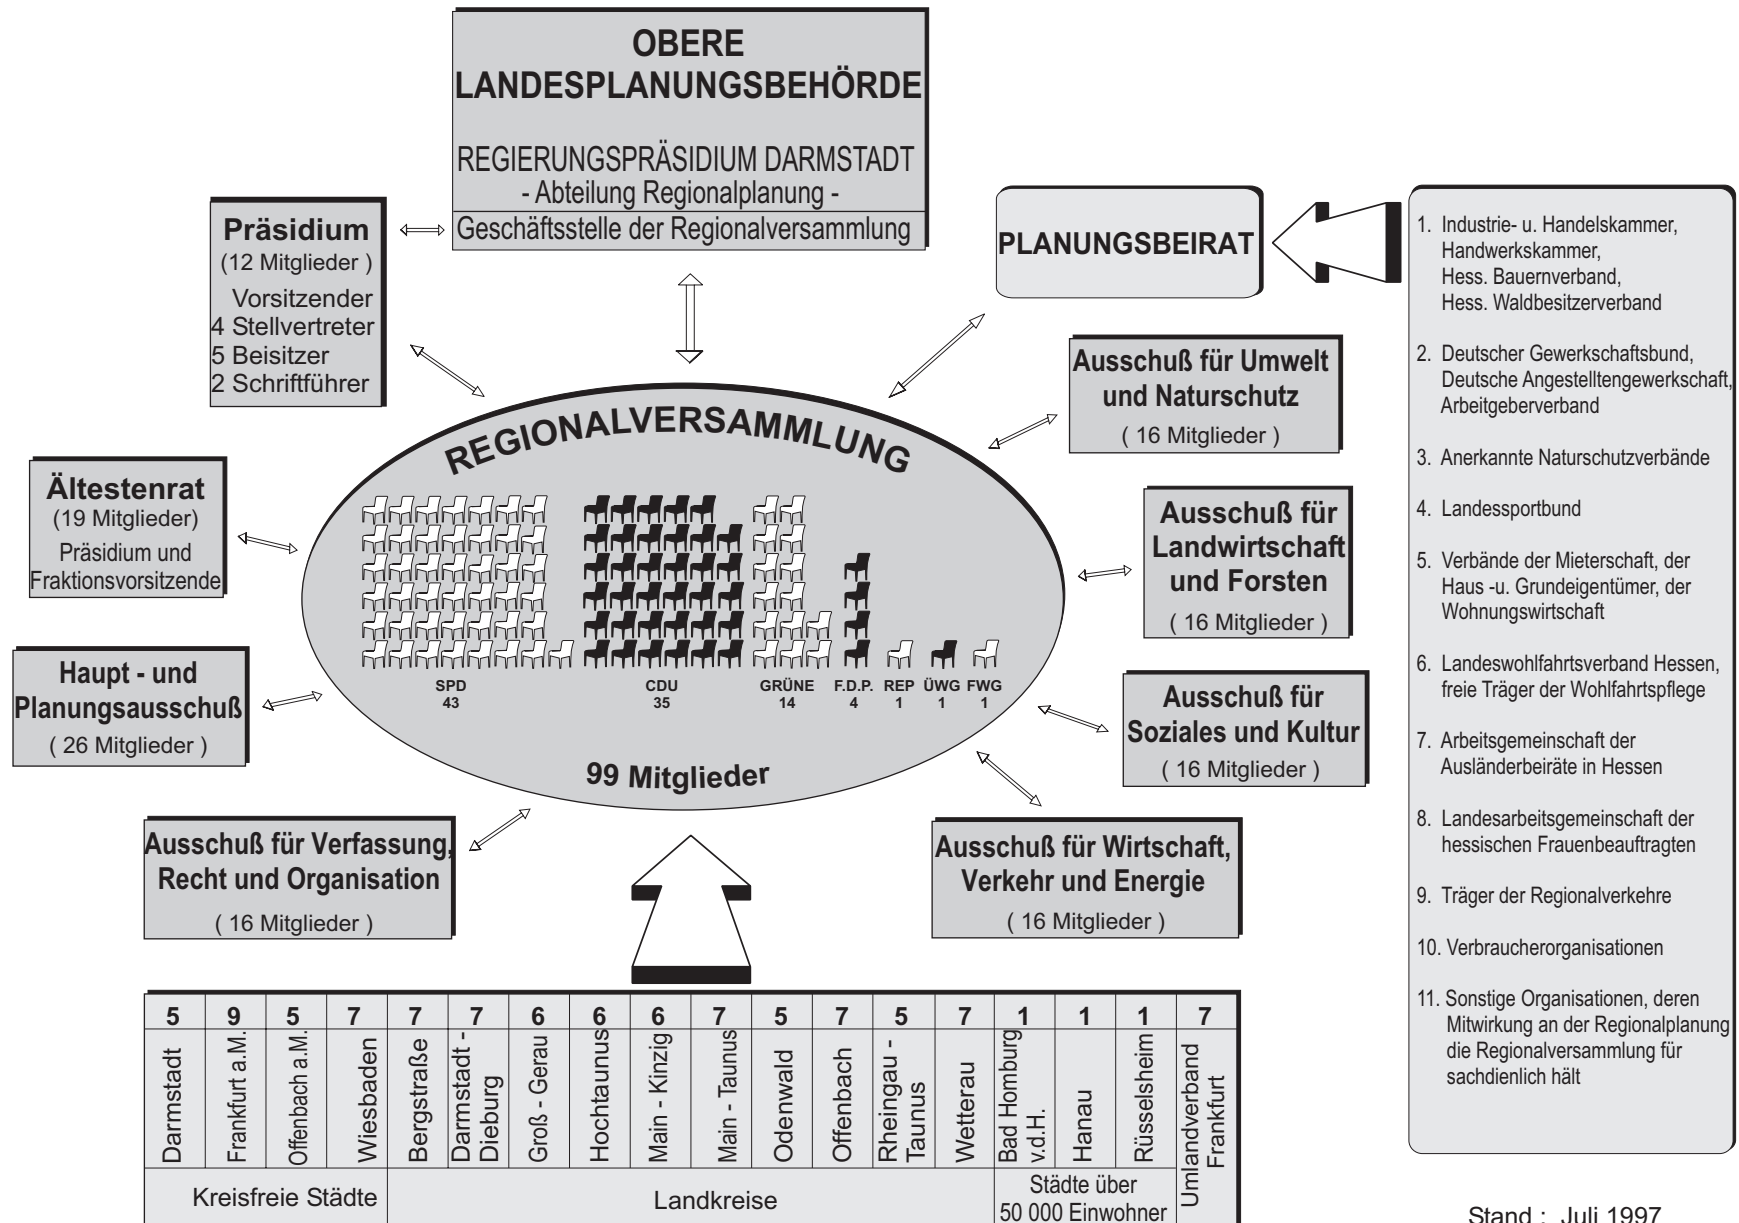 OBERE
LANDESPLANUNGSBEHÖRDE
REGIERUNGSPRÄSIDIUM DARMSTADT
- Abteilung Regionalplanung -
Geschäftsstelle der Regionalversammlung
Präsidium
(12 Mitglieder )
Vorsitzender
4 Stellvertreter
5 Beisitzer
2 Schriftführer
PLANUNGSBEIRAT
1. Industrie- u. Handelskammer,
Handwerkskammer,
Hess. Bauernverband,
Hess. Waldbesitzerverband
2. Deutscher Gewerkschaftsbund,
Deutsche Angestelltengewerkschaft,
Arbeitgeberverband
3. Anerkannte Naturschutzverbände
4. Landessportbund
5. Verbände der Mieterschaft, der
Haus -u. Grundeigentümer, der
Wohnungswirtschaft
6. Landeswohlfahrtsverband Hessen,
freie Träger der Wohlfahrtspflege
7. Arbeitsgemeinschaft der
Ausländerbeiräte in Hessen
8. Landesarbeitsgemeinschaft der
hessischen Frauenbeauftragten
9. Träger der Regionalverkehre
10. Verbraucherorganisationen
11. Sonstige Organisationen, deren
Mitwirkung an der Regionalplanung
die Regionalversammlung für
sachdienlich hält
Ausschuß für Umwelt
und Naturschutz
( 16 Mitglieder )
REGIONALVERSAMMLUNG
Ältestenrat
(19 Mitglieder)
Präsidium und
Fraktionsvorsitzende
Ausschuß für
Landwirtschaft
und Forsten
( 16 Mitglieder )
Haupt - und
Planungsausschuß
( 26 Mitglieder )
SPD CDU GRÜNE F.D.P. REP ÜWG FWG
43 35 14 4 1 1 1
99 Mitglieder
Ausschuß für
Soziales und Kultur
( 16 Mitglieder )
Ausschuß für Verfassung,
Recht und Organisation
( 16 Mitglieder )
Ausschuß für Wirtschaft,
Verkehr und Energie
( 16 Mitglieder )
5 9 5 7 7 7 6 6 6 7 5 7 5 7 1 1 1 7
Darmstadt
Frankfurt a.M.
Offenbach a.M.
Wiesbaden
Bergstraße
Darmstadt -
Dieburg
Groß - Gerau
Hochtaunus
Main - Kinzig
Main - Taunus
Odenwald
Offenbach
Rheingau -
Taunus
Wetterau
Bad Homburg
v.d.H.
Hanau
Rüsselsheim
Umlandverband
Frankfurt
Kreisfreie Städte
Landkreise
Städte über
50 000 Einwohner
Stand : Juli 1997